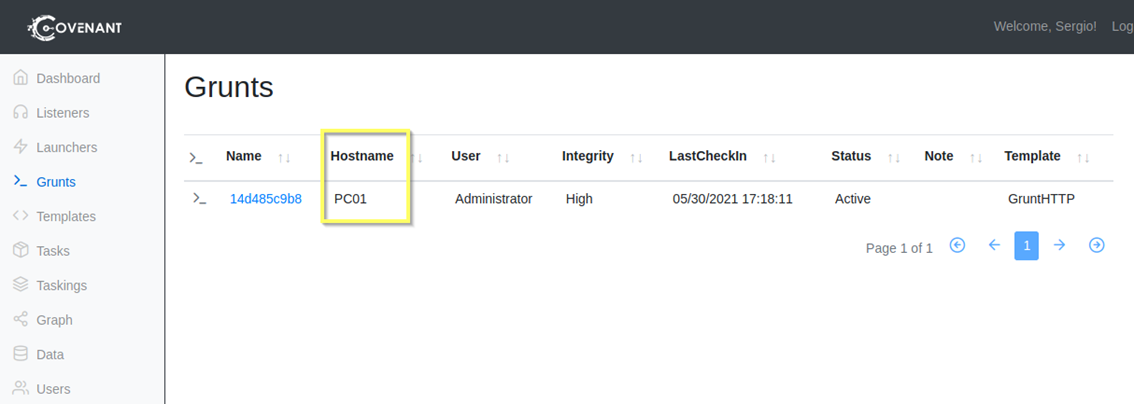 COVENANT
Welcome, Sergio! Log
Dashboard
Listeners
Launchers
Grunts
Templates
Tasks
Taskings
Graph
Data
Users
Grunts
Name Hostname User Integrity LastCheckIn Status Note Template
14d485c9b8 PC01 Administrator High 05/30/2021 17:18:11 Active GruntHTTP
Page 1 of 1 1